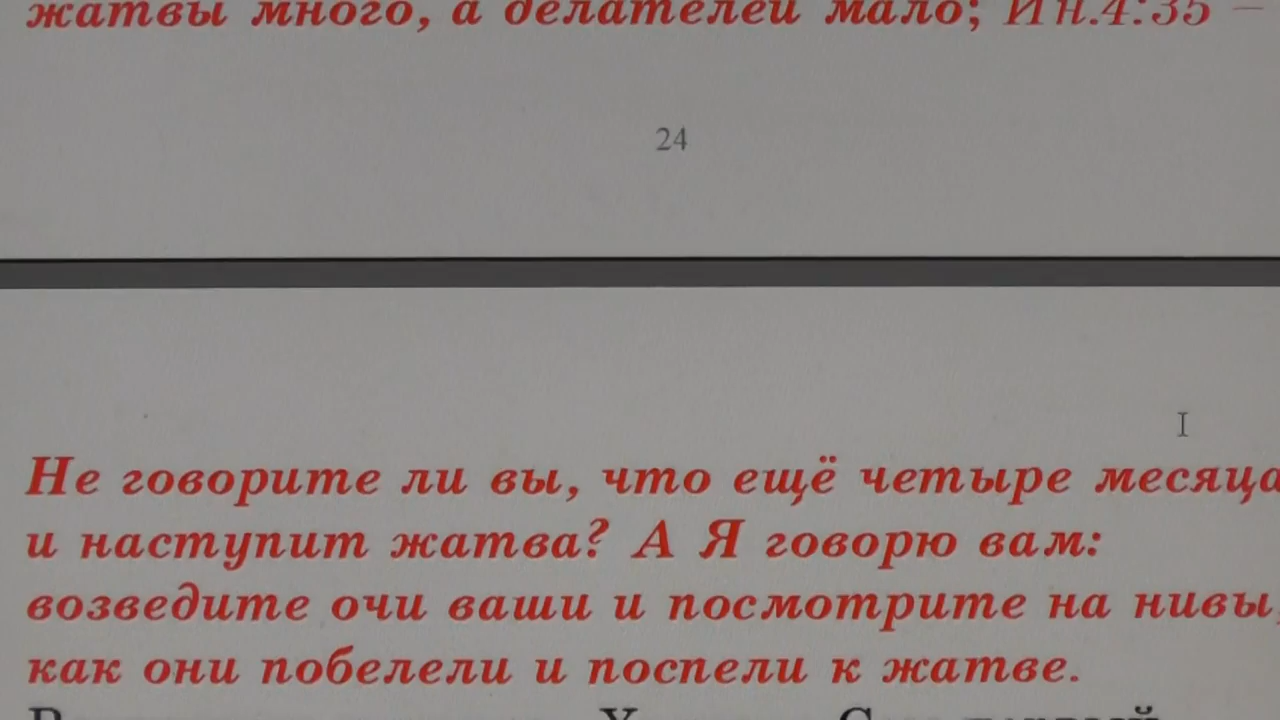 жатвы много, а делателей мало; Ин.4:35 –
24
Не говорите ли вы, что ещё четыре месяца
и наступит жатва? А Я говорю вам:
возведите очи ваши и посмотрите на нивы,
как они побелели и поспели к жатве.